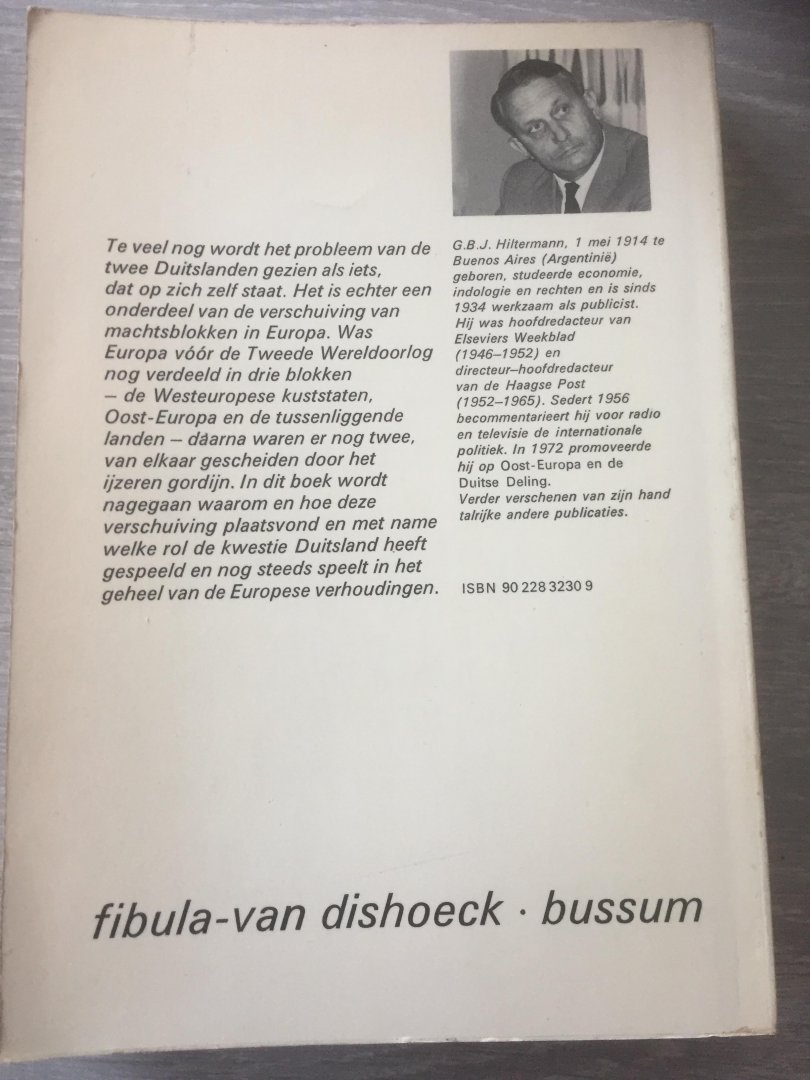 Te veel nog wordt het probleem van de
twee Duitslanden gezien als iets,
dat op zich zelf staat. Het is echter een
onderdeel van de verschuiving van
machtsblokken in Europa. Was
Europa vóór de Tweede Wereldoorlog
nog verdeeld in drie blokken
– de Westeuropese kuststaten,
Oost-Europa en de tussenliggende
landen – dàarna waren er nog twee,
van elkaar gescheiden door het
ijzeren gordijn. In dit boek wordt
nagegaan waarom en hoe deze
verschuiving plaatsvond en met name
welke rol de kwestie Duitsland heeft
gespeeld en nog steeds speelt in het
geheel van de Europese verhoudingen.
G.B.J. Hiltermann, 1 mei 1914 te
Buenos Aires (Argentinië)
geboren, studeerde economie,
indologie en rechten en is sinds
1934 werkzaam als publicist.
Hij was hoofdredacteur van
Elseviers Weekblad
(1946–1952) en
directeur–hoofdredacteur
van de Haagse Post
(1952–1965). Sedert 1956
becommentarieert hij voor radio
en televisie de internationale
politiek. In 1972 promoveerde
hij op Oost-Europa en de
Duitse Deling.
Verder verschenen van zijn hand
talrijke andere publicaties.
ISBN 90 228 3230 9
fibula-van dishoeck · bussum